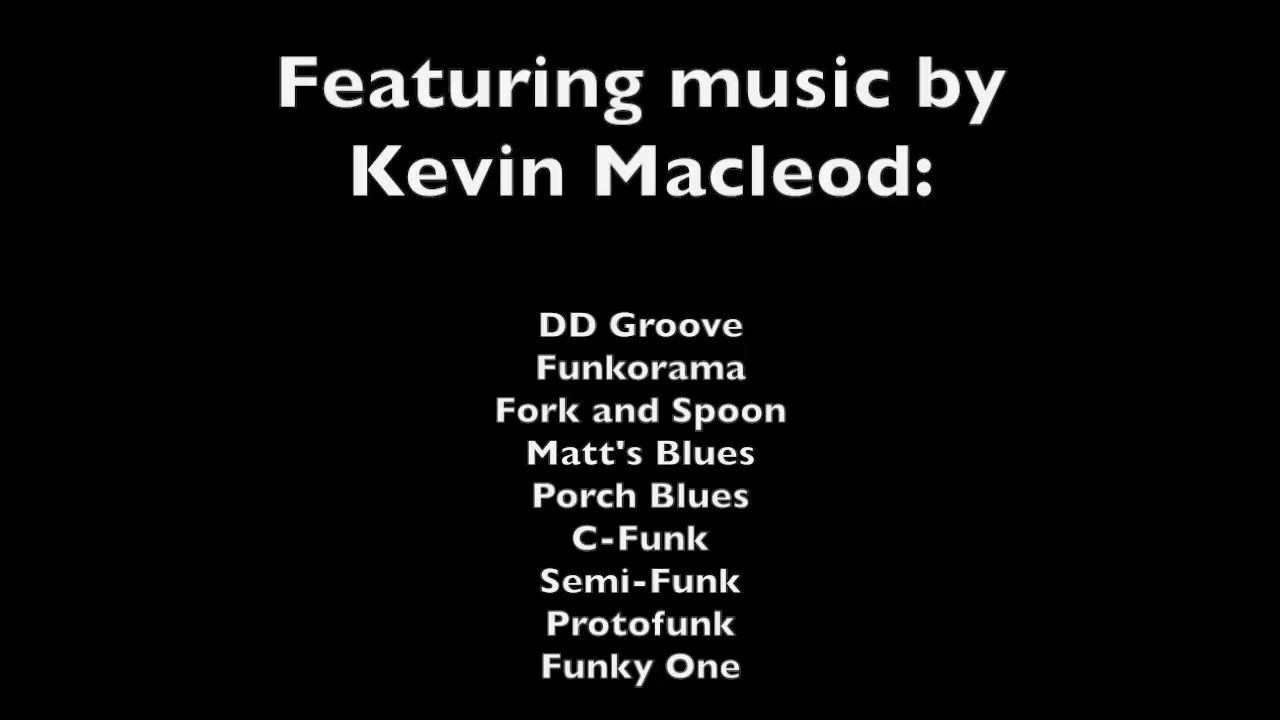 Featuring music by
Kevin Macleod:
DD Groove
Funkorama
Fork and Spoon
Matt's Blues
Porch Blues
C-Funk
Semi-Funk
Protofunk
Funky One